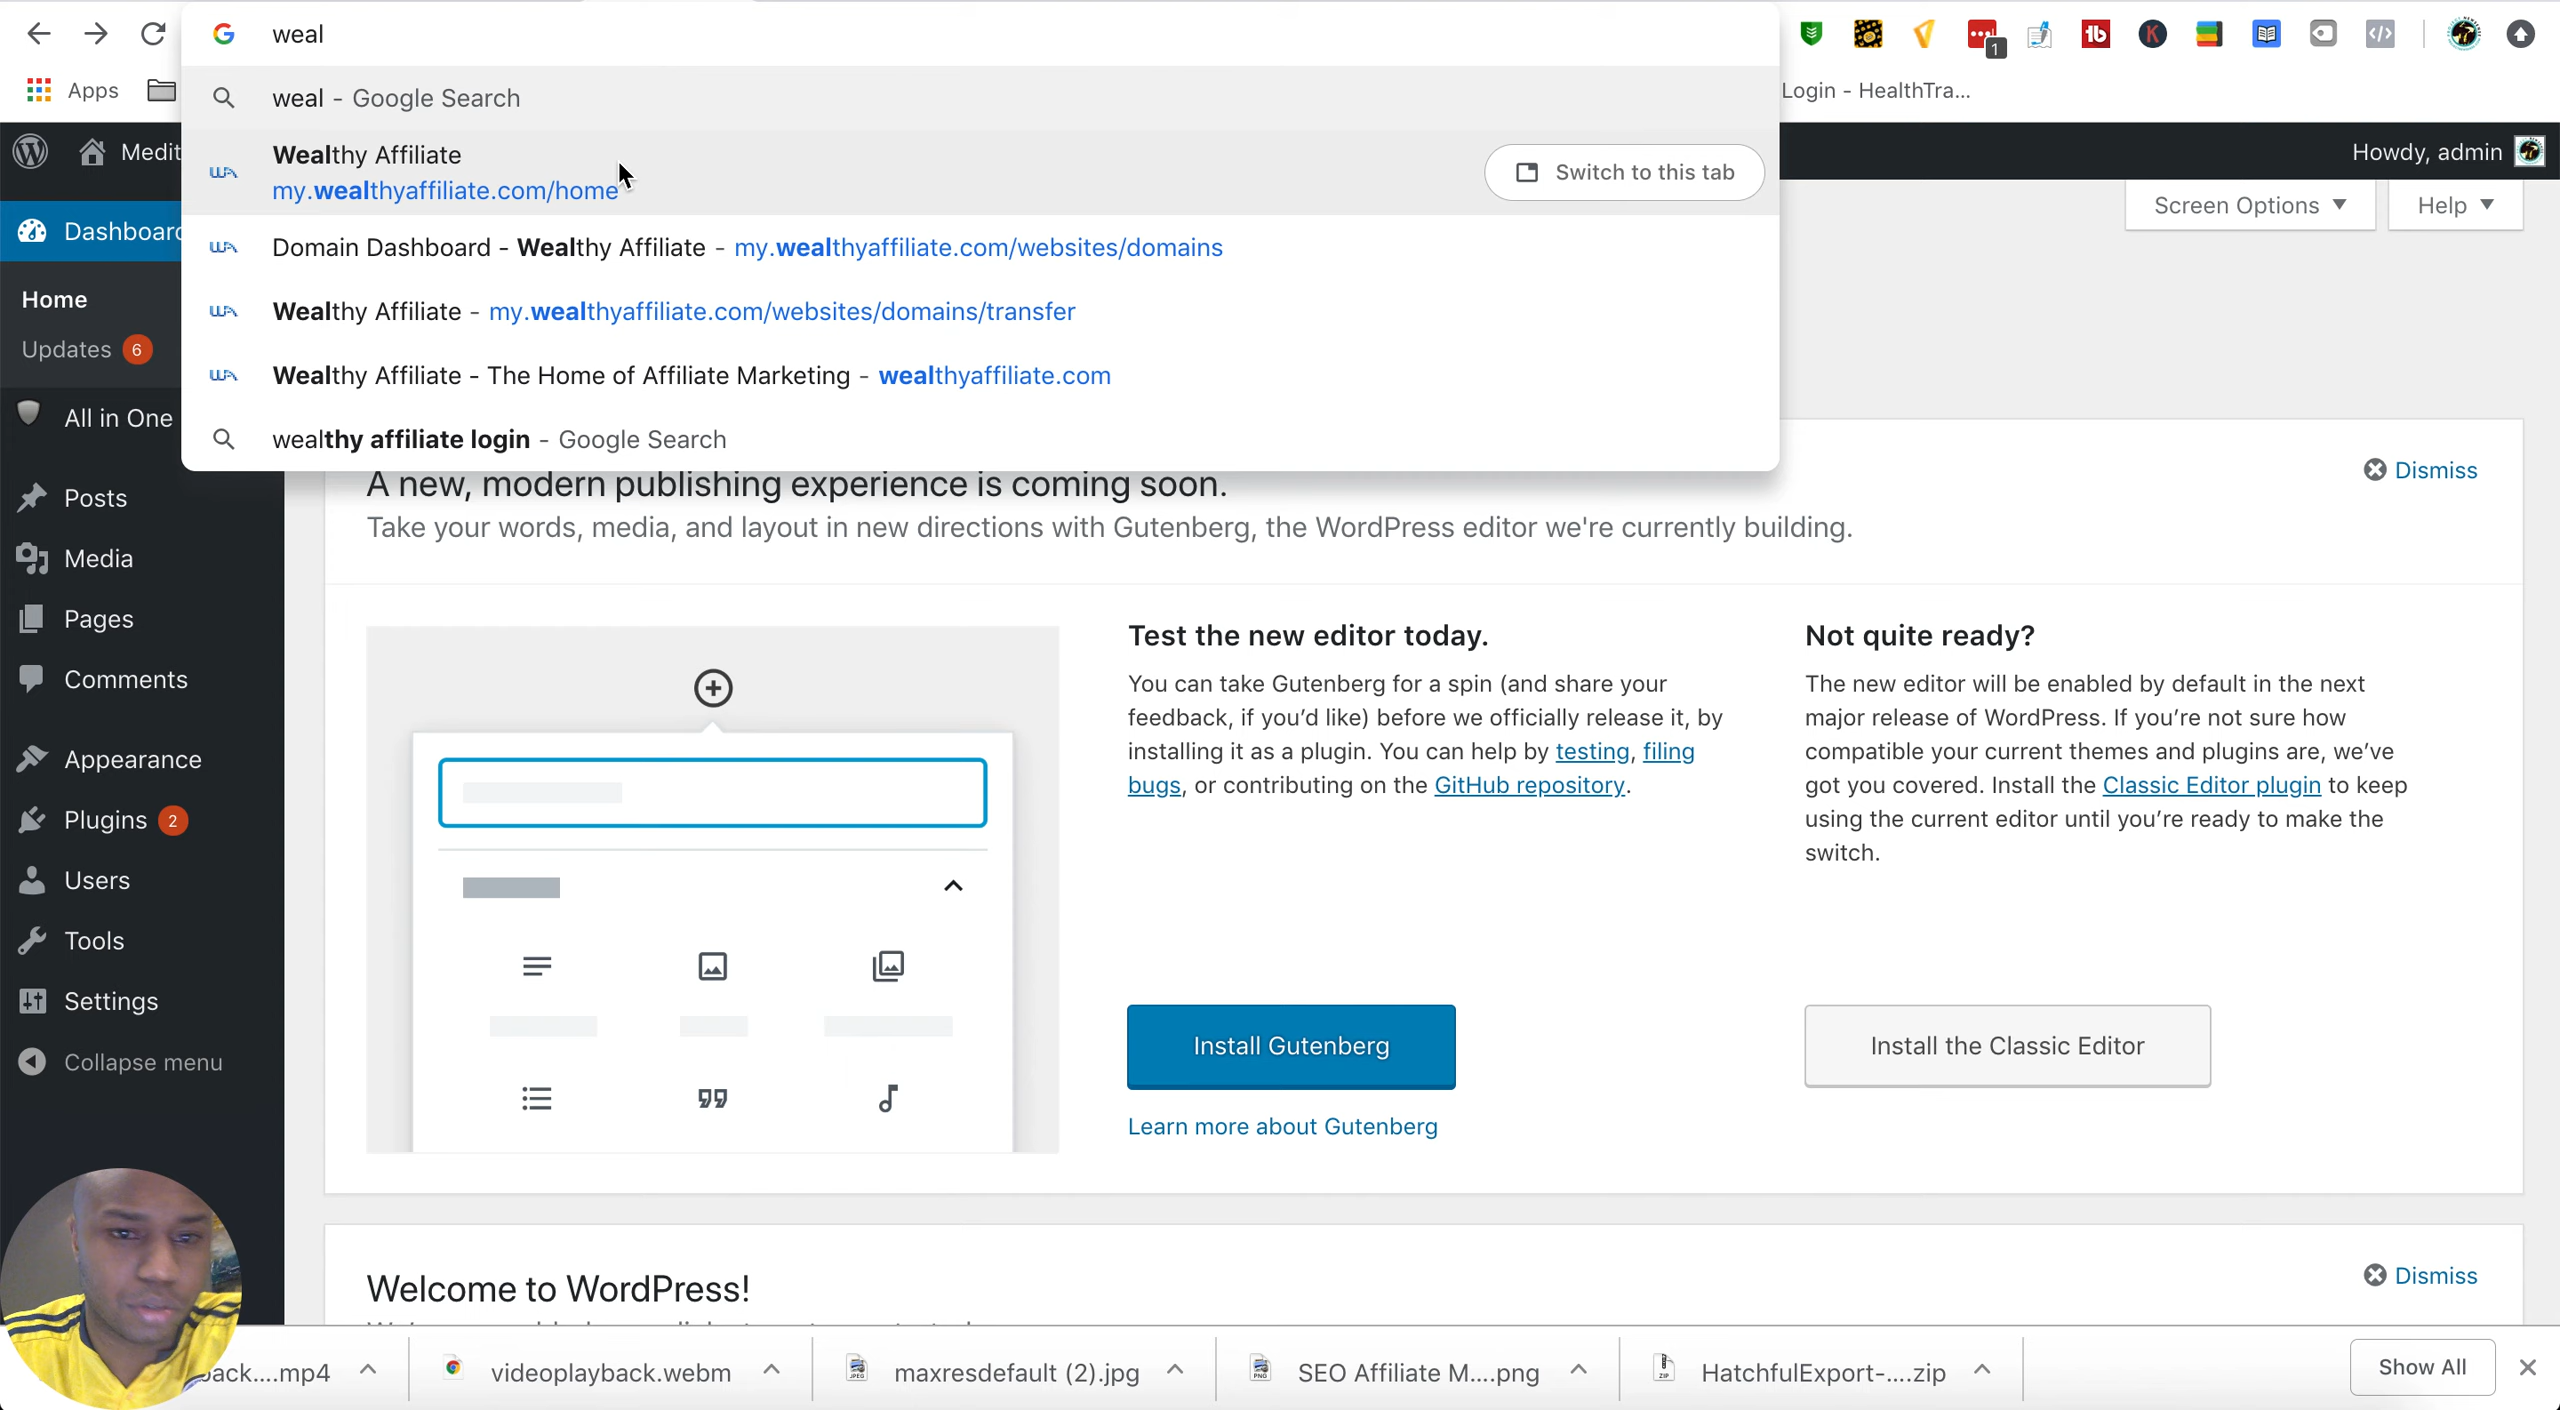 weal
1
Apps
Login - HealthTra...
weal - Google Search
Wealthy Affiliate
my.wealthyaffiliate.com/home
Switch to this tab
Domain Dashboard - Wealthy Affiliate - my.wealthyaffiliate.com/websites/domains
Wealthy Affiliate - my.wealthyaffiliate.com/websites/domains/transfer
Wealthy Affiliate - The Home of Affiliate Marketing - wealthyaffiliate.com
wealthy affiliate login - Google Search
Medit
Howdy, admin
Screen Options
Help
Dashboard
Home
Updates 6
All in One
Posts
Media
Pages
Comments
Appearance
Plugins 2
Users
Tools
Settings
Collapse menu
A new, modern publishing experience is coming soon.
Dismiss
Take your words, media, and layout in new directions with Gutenberg, the WordPress editor we're currently building.
Test the new editor today.
You can take Gutenberg for a spin (and share your
feedback, if you'd like) before we officially release it, by
installing it as a plugin. You can help by testing, filing
bugs, or contributing on the GitHub repository.
Install Gutenberg
Learn more about Gutenberg
Not quite ready?
The new editor will be enabled by default in the next
major release of WordPress. If you're not sure how
compatible your current themes and plugins are, we've
got you covered. Install the Classic Editor plugin to keep
using the current editor until you're ready to make the
switch.
Install the Classic Editor
Welcome to WordPress!
Dismiss
back....mp4
videoplayback.webm
maxresdefault (2).jpg
SEO Affiliate M....png
HatchfulExport-....zip
Show All